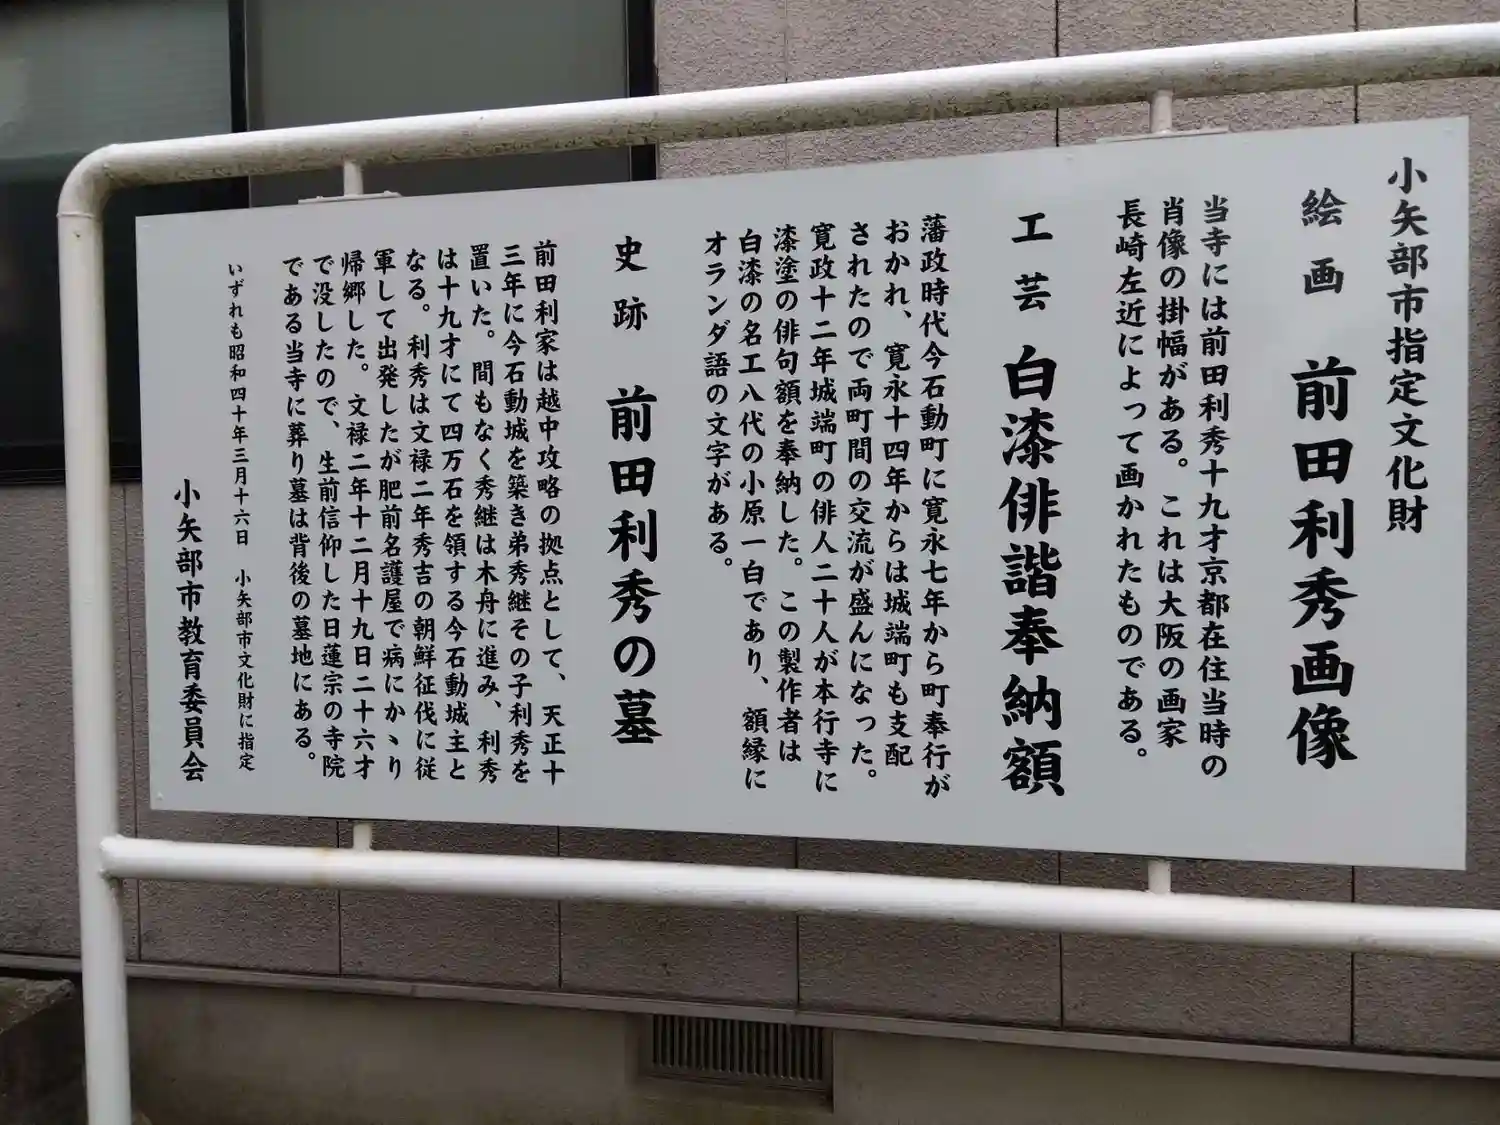 小矢部市指定文化財
絵画 前田利秀画像
当寺には前田利秀十九才京都在住当時の
肖像の掛幅がある。これは大阪の画家
長崎左近によって画かれたものである。
工芸 白漆俳諧奉納額
藩政時代今石動町に寛永七年から町奉行が
おかれ、寛永十四年からは城端町も支配
されたので両町間の交流が盛んになった。
寛政十二年城端町の俳人二十人が本行寺に
漆塗の俳句額を奉納した。この製作者は
白漆の名工八代の小原一白であり、額縁に
オランダ語の文字がある。
史跡 前田利秀の墓
前田利家は越中攻略の拠点として、天正十
三年に今石動城を築き弟秀継その子利秀を
置いた。間もなく秀継は木舟に進み、利秀
は十九才にて四万石を領する今石動城主と
なる。利秀は文禄二年秀吉の朝鮮征伐に従
軍して出発したが肥前名護屋で病にかゝり
帰郷した。文禄二年十二月十九日二十六才
で没したので、生前信仰した日蓮宗の寺院
である当寺に葬り墓は背後の墓地にある。
いずれも昭和四十年三月十六日 小矢部市文化財に指定
小矢部市教育委員会